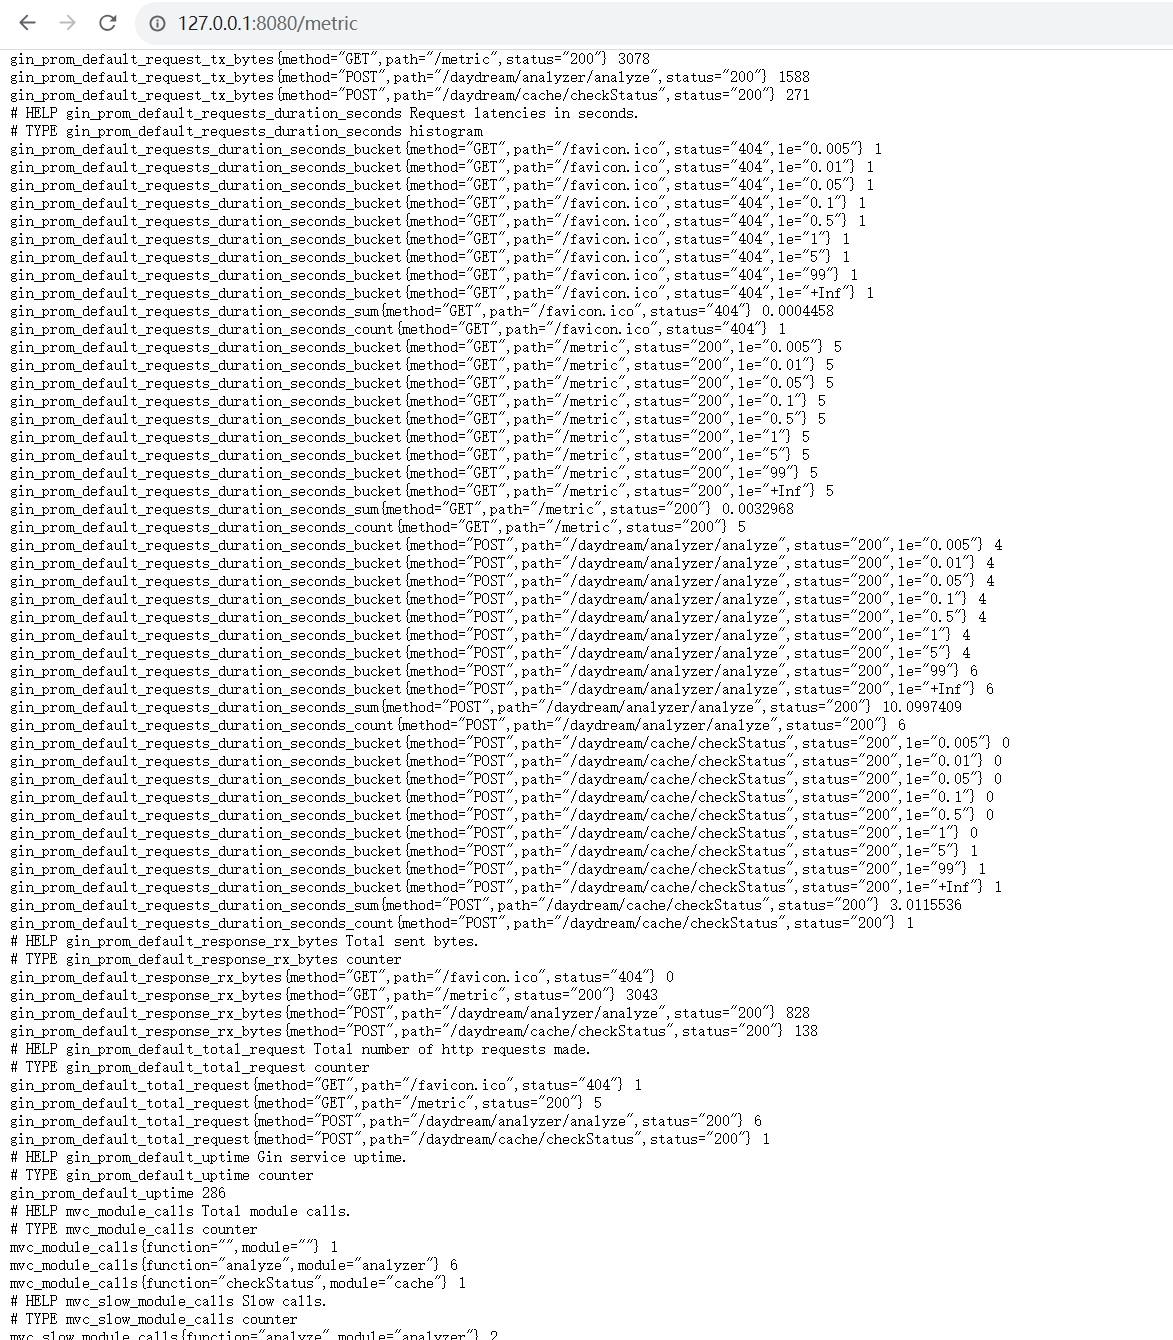 127.0.0.1:8080/metric
gin_prom_default_request_tx_bytes{method="GET",path="/metric",status="200"} 3078
gin_prom_default_request_tx_bytes{method="POST",path="/daydream/analyzer/analyze",status="200"} 1588
gin_prom_default_request_tx_bytes{method="POST",path="/daydream/cache/checkStatus",status="200"} 271
# HELP gin_prom_default_requests_duration_seconds Request latencies in seconds.
# TYPE gin_prom_default_requests_duration_seconds histogram
gin_prom_default_requests_duration_seconds_bucket{method="GET",path="/favicon.ico",status="404",le="0.005"} 1
gin_prom_default_requests_duration_seconds_bucket{method="GET",path="/favicon.ico",status="404",le="0.01"} 1
gin_prom_default_requests_duration_seconds_bucket{method="GET",path="/favicon.ico",status="404",le="0.05"} 1
gin_prom_default_requests_duration_seconds_bucket{method="GET",path="/favicon.ico",status="404",le="0.1"} 1
gin_prom_default_requests_duration_seconds_bucket{method="GET",path="/favicon.ico",status="404",le="0.5"} 1
gin_prom_default_requests_duration_seconds_bucket{method="GET",path="/favicon.ico",status="404",le="1"} 1
gin_prom_default_requests_duration_seconds_bucket{method="GET",path="/favicon.ico",status="404",le="5"} 1
gin_prom_default_requests_duration_seconds_bucket{method="GET",path="/favicon.ico",status="404",le="99"} 1
gin_prom_default_requests_duration_seconds_bucket{method="GET",path="/favicon.ico",status="404",le="+Inf"} 1
gin_prom_default_requests_duration_seconds_sum{method="GET",path="/favicon.ico",status="404"} 0.0004458
gin_prom_default_requests_duration_seconds_count{method="GET",path="/favicon.ico",status="404"} 1
gin_prom_default_requests_duration_seconds_bucket{method="GET",path="/metric",status="200",le="0.005"} 5
gin_prom_default_requests_duration_seconds_bucket{method="GET",path="/metric",status="200",le="0.01"} 5
gin_prom_default_requests_duration_seconds_bucket{method="GET",path="/metric",status="200",le="0.05"} 5
gin_prom_default_requests_duration_seconds_bucket{method="GET",path="/metric",status="200",le="0.1"} 5
gin_prom_default_requests_duration_seconds_bucket{method="GET",path="/metric",status="200",le="0.5"} 5
gin_prom_default_requests_duration_seconds_bucket{method="GET",path="/metric",status="200",le="1"} 5
gin_prom_default_requests_duration_seconds_bucket{method="GET",path="/metric",status="200",le="5"} 5
gin_prom_default_requests_duration_seconds_bucket{method="GET",path="/metric",status="200",le="99"} 5
gin_prom_default_requests_duration_seconds_bucket{method="GET",path="/metric",status="200",le="+Inf"} 5
gin_prom_default_requests_duration_seconds_sum{method="GET",path="/metric",status="200"} 0.0032968
gin_prom_default_requests_duration_seconds_count{method="GET",path="/metric",status="200"} 5
gin_prom_default_requests_duration_seconds_bucket{method="POST",path="/daydream/analyzer/analyze",status="200",le="0.005"} 4
gin_prom_default_requests_duration_seconds_bucket{method="POST",path="/daydream/analyzer/analyze",status="200",le="0.01"} 4
gin_prom_default_requests_duration_seconds_bucket{method="POST",path="/daydream/analyzer/analyze",status="200",le="0.05"} 4
gin_prom_default_requests_duration_seconds_bucket{method="POST",path="/daydream/analyzer/analyze",status="200",le="0.1"} 4
gin_prom_default_requests_duration_seconds_bucket{method="POST",path="/daydream/analyzer/analyze",status="200",le="0.5"} 4
gin_prom_default_requests_duration_seconds_bucket{method="POST",path="/daydream/analyzer/analyze",status="200",le="1"} 4
gin_prom_default_requests_duration_seconds_bucket{method="POST",path="/daydream/analyzer/analyze",status="200",le="5"} 4
gin_prom_default_requests_duration_seconds_bucket{method="POST",path="/daydream/analyzer/analyze",status="200",le="99"} 6
gin_prom_default_requests_duration_seconds_bucket{method="POST",path="/daydream/analyzer/analyze",status="200",le="+Inf"} 6
gin_prom_default_requests_duration_seconds_sum{method="POST",path="/daydream/analyzer/analyze",status="200"} 10.0997409
gin_prom_default_requests_duration_seconds_count{method="POST",path="/daydream/analyzer/analyze",status="200"} 6
gin_prom_default_requests_duration_seconds_bucket{method="POST",path="/daydream/cache/checkStatus",status="200",le="0.005"} 0
gin_prom_default_requests_duration_seconds_bucket{method="POST",path="/daydream/cache/checkStatus",status="200",le="0.01"} 0
gin_prom_default_requests_duration_seconds_bucket{method="POST",path="/daydream/cache/checkStatus",status="200",le="0.05"} 0
gin_prom_default_requests_duration_seconds_bucket{method="POST",path="/daydream/cache/checkStatus",status="200",le="0.1"} 0
gin_prom_default_requests_duration_seconds_bucket{method="POST",path="/daydream/cache/checkStatus",status="200",le="0.5"} 0
gin_prom_default_requests_duration_seconds_bucket{method="POST",path="/daydream/cache/checkStatus",status="200",le="1"} 0
gin_prom_default_requests_duration_seconds_bucket{method="POST",path="/daydream/cache/checkStatus",status="200",le="5"} 1
gin_prom_default_requests_duration_seconds_bucket{method="POST",path="/daydream/cache/checkStatus",status="200",le="99"} 1
gin_prom_default_requests_duration_seconds_bucket{method="POST",path="/daydream/cache/checkStatus",status="200",le="+Inf"} 1
gin_prom_default_requests_duration_seconds_sum{method="POST",path="/daydream/cache/checkStatus",status="200"} 3.0115536
gin_prom_default_requests_duration_seconds_count{method="POST",path="/daydream/cache/checkStatus",status="200"} 1
# HELP gin_prom_default_response_rx_bytes Total sent bytes.
# TYPE gin_prom_default_response_rx_bytes counter
gin_prom_default_response_rx_bytes{method="GET",path="/favicon.ico",status="404"} 0
gin_prom_default_response_rx_bytes{method="GET",path="/metric",status="200"} 3043
gin_prom_default_response_rx_bytes{method="POST",path="/daydream/analyzer/analyze",status="200"} 828
gin_prom_default_response_rx_bytes{method="POST",path="/daydream/cache/checkStatus",status="200"} 138
# HELP gin_prom_default_total_request Total number of http requests made.
# TYPE gin_prom_default_total_request counter
gin_prom_default_total_request{method="GET",path="/favicon.ico",status="404"} 1
gin_prom_default_total_request{method="GET",path="/metric",status="200"} 5
gin_prom_default_total_request{method="POST",path="/daydream/analyzer/analyze",status="200"} 6
gin_prom_default_total_request{method="POST",path="/daydream/cache/checkStatus",status="200"} 1
# HELP gin_prom_default_uptime Gin service uptime.
# TYPE gin_prom_default_uptime counter
gin_prom_default_uptime 286
# HELP mvc_module_calls Total module calls.
# TYPE mvc_module_calls counter
mvc_module_calls{function="",module=""} 1
mvc_module_calls{function="analyze",module="analyzer"} 6
mvc_module_calls{function="checkStatus",module="cache"} 1
# HELP mvc_slow_module_calls Slow calls.
# TYPE mvc_slow_module_calls counter
mvc_slow_module_calls{function="analyze",module="analyzer"} 2